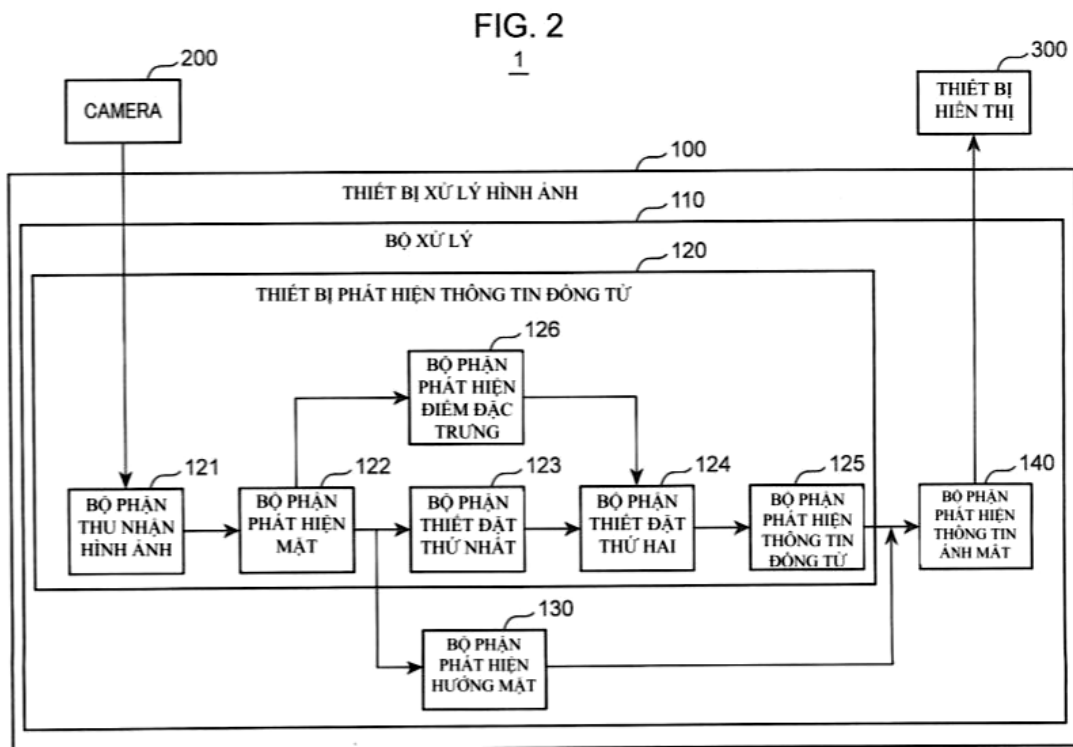 FIG. 2
1
200
300
CAMERA
THIẾT BỊ
HIỂN THỊ
100
THIẾT BỊ XỬ LÝ HÌNH ẢNH
110
BỘ XỬ LÝ
120
THIẾT BỊ PHÁT HIỆN THÔNG TIN ĐỒNG TỬ
126
BỘ PHẬN
PHÁT HIỆN
ĐIỂM ĐẶC
TRƯNG
121
BỘ PHẬN
THU NHẬN
HÌNH ẢNH
122
BỘ PHẬN
PHÁT HIỆN
MẶT
123
BỘ PHẬN
THIẾT ĐẶT
THỨ NHẤT
124
BỘ PHẬN
THIẾT ĐẶT
THỨ HAI
125
BỘ PHẬN
PHÁT HIỆN
THÔNG TIN
ĐỒNG TỬ
140
BỘ PHẬN
PHÁT HIỆN
THÔNG TIN
ÁNH MẮT
130
BỘ PHẬN
PHÁT HIỆN
HƯỚNG MẶT